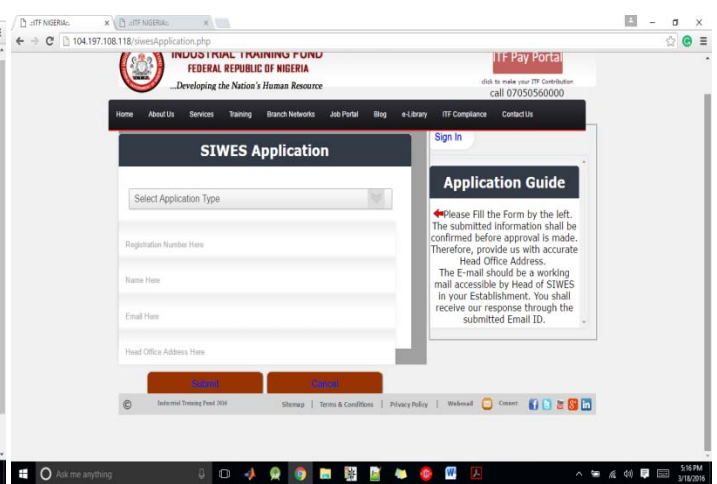 .:ITF NIGERIA:.
.:ITF NIGERIA:.
104.197.108.118/siwesApplication.php
INDUSTRIAL TRAINING FUND
FEDERAL REPUBLIC OF NIGERIA
...Developing the Nation's Human Resource
ITF Pay Portal
click to make your ITF Contribution
call 07050560000
Home About Us Services Training Branch Networks Job Portal Blog e-Library ITF Compliance Contact Us
SIWES Application
Select Application Type
Registration Number Here
Name Here
Email Here
Head Office Address Here
Submit Cancel
Sign In
Application Guide
Please Fill the Form by the left.
The submitted information shall be
confirmed before approval is made.
Therefore, provide us with accurate
Head Office Address.
The E-mail should be a working
mail accessible by Head of SIWES
in your Establishment. You shall
receive our response through the
submitted Email ID.
© Industrial Training Fund 2016 Sitemap | Terms & Conditions | Privacy Policy | Webmail Connect
Ask me anything
5:16 PM
3/18/2016